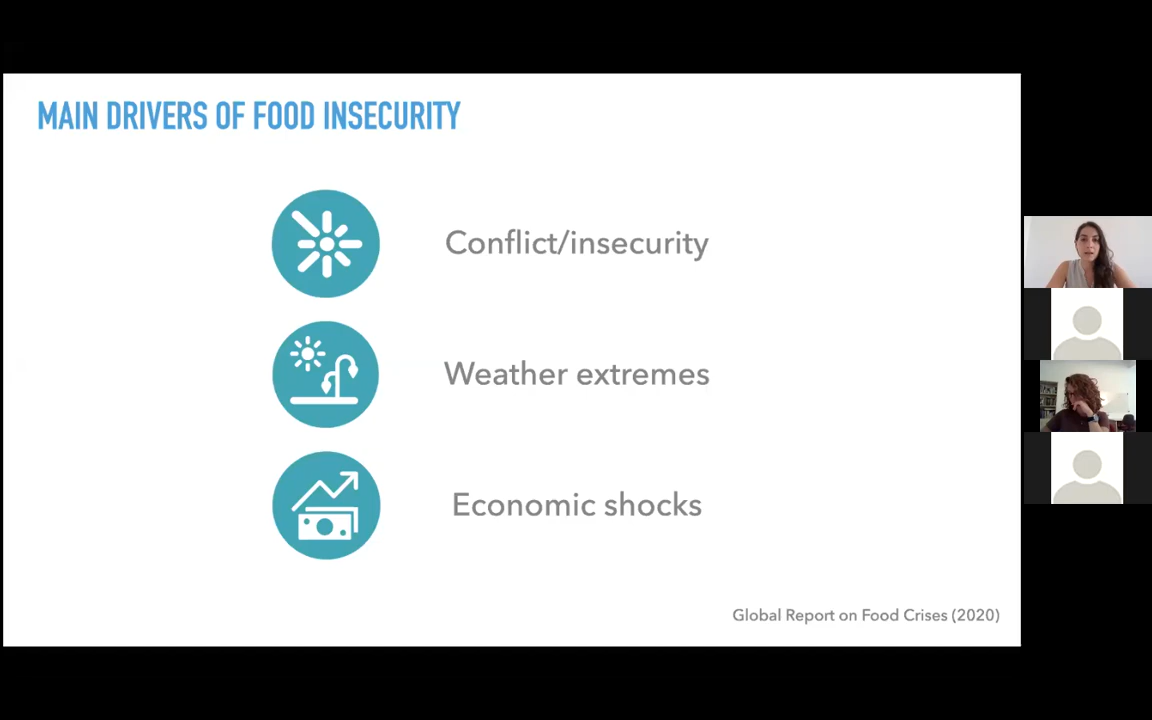 MAIN DRIVERS OF FOOD INSECURITY
Conflict/insecurity
Weather extremes
Economic shocks
Global Report on Food Crises (2020)